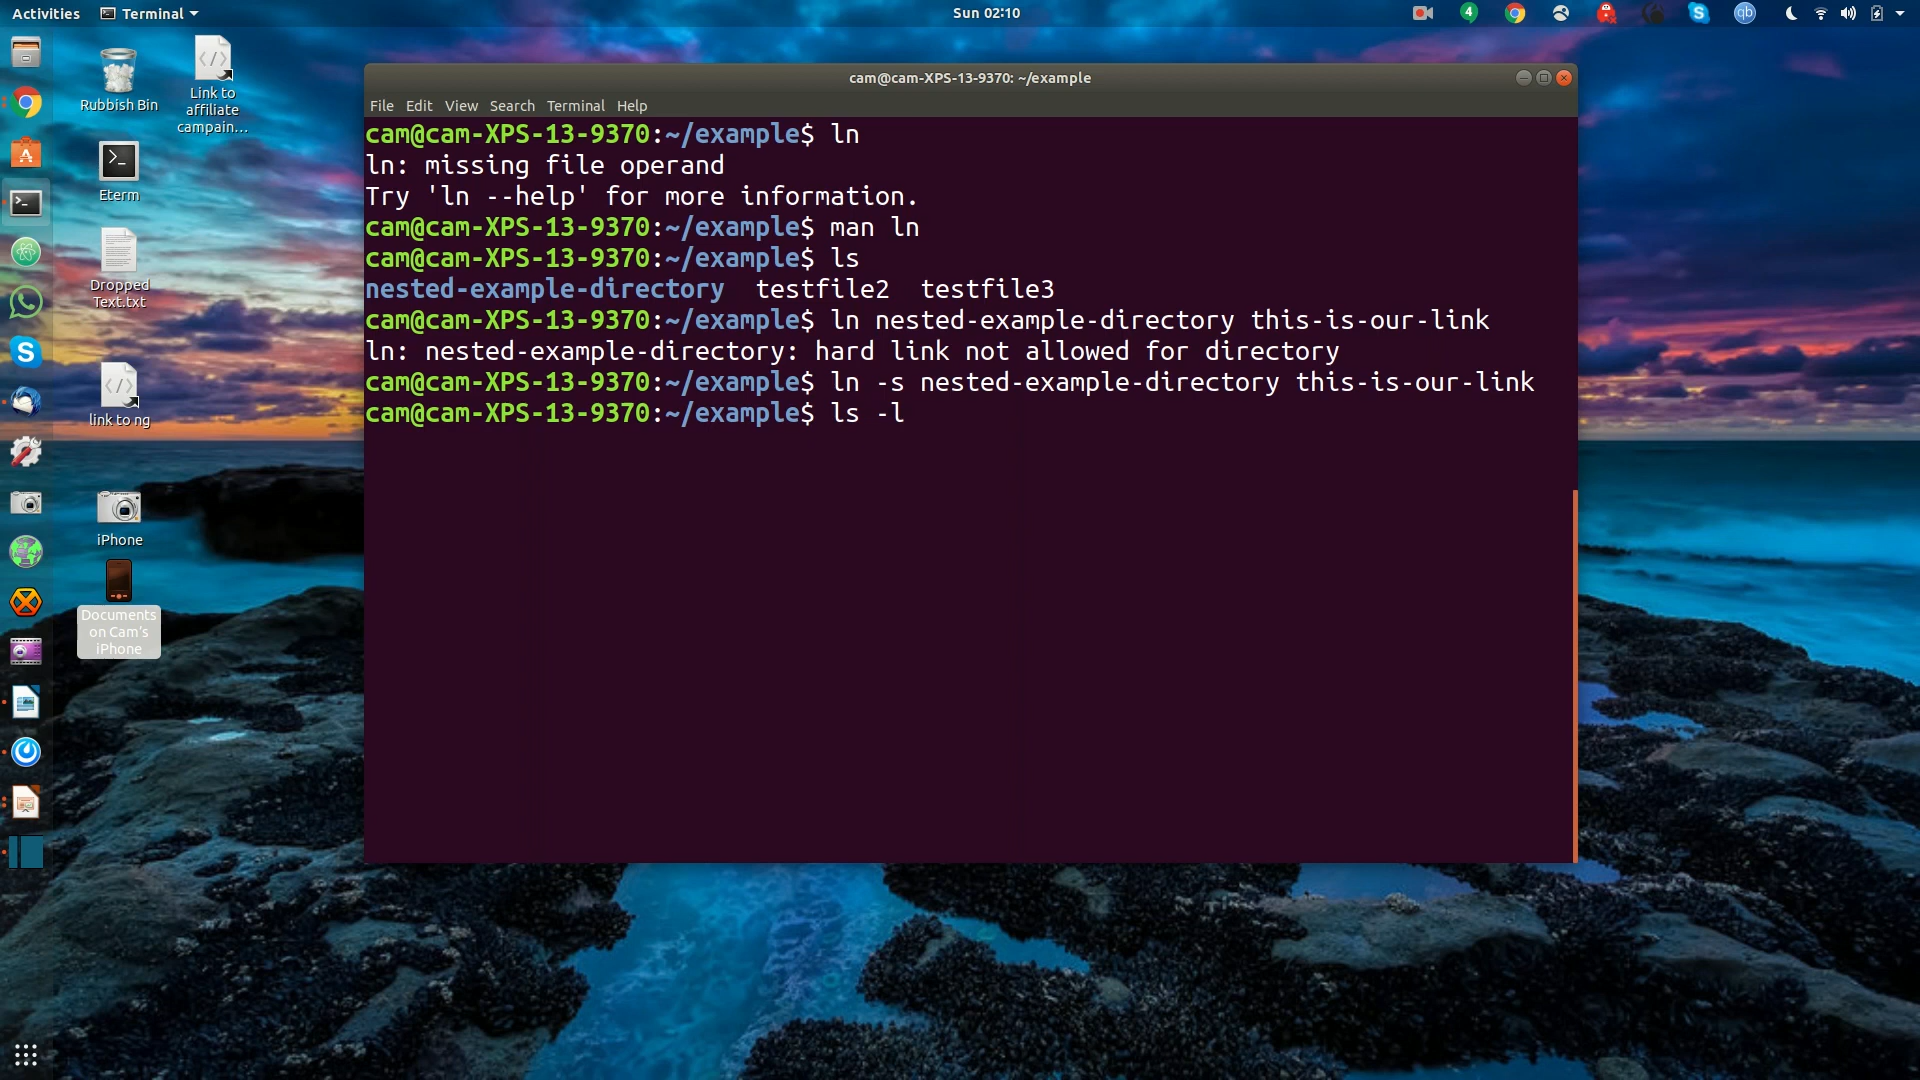 Activities Terminal Sun 02:10 4 qb
Rubbish Bin
Link to
affiliate
campain...
Eterm
Dropped
Text.txt
link to ng
iPhone
Documents
on Cam's
iPhone
cam@cam-XPS-13-9370: ~/example
File Edit View Search Terminal Help
cam@cam-XPS-13-9370:~/example$ ln
ln: missing file operand
Try 'ln --help' for more information.
cam@cam-XPS-13-9370:~/example$ man ln
cam@cam-XPS-13-9370:~/example$ ls
nested-example-directory testfile2 testfile3
cam@cam-XPS-13-9370:~/example$ ln nested-example-directory this-is-our-link
ln: nested-example-directory: hard link not allowed for directory
cam@cam-XPS-13-9370:~/example$ ln -s nested-example-directory this-is-our-link
cam@cam-XPS-13-9370:~/example$ ls -l